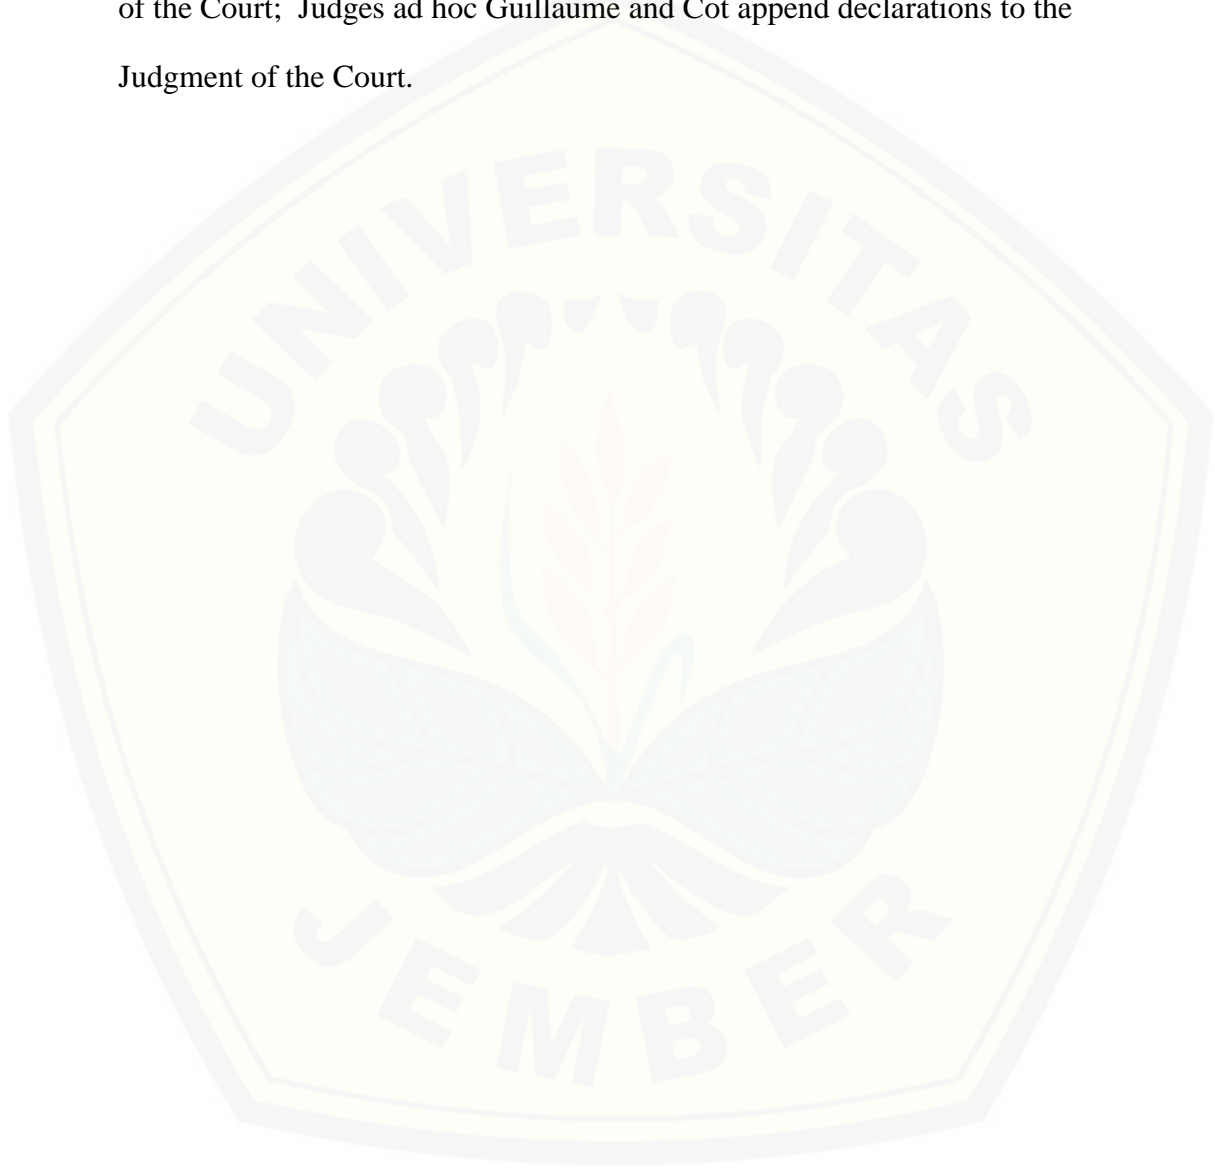 of the Court;  Judges ad hoc Guillaume and Cot append declarations to the
Judgment of the Court.
UNIVERSITAS
JEMBER